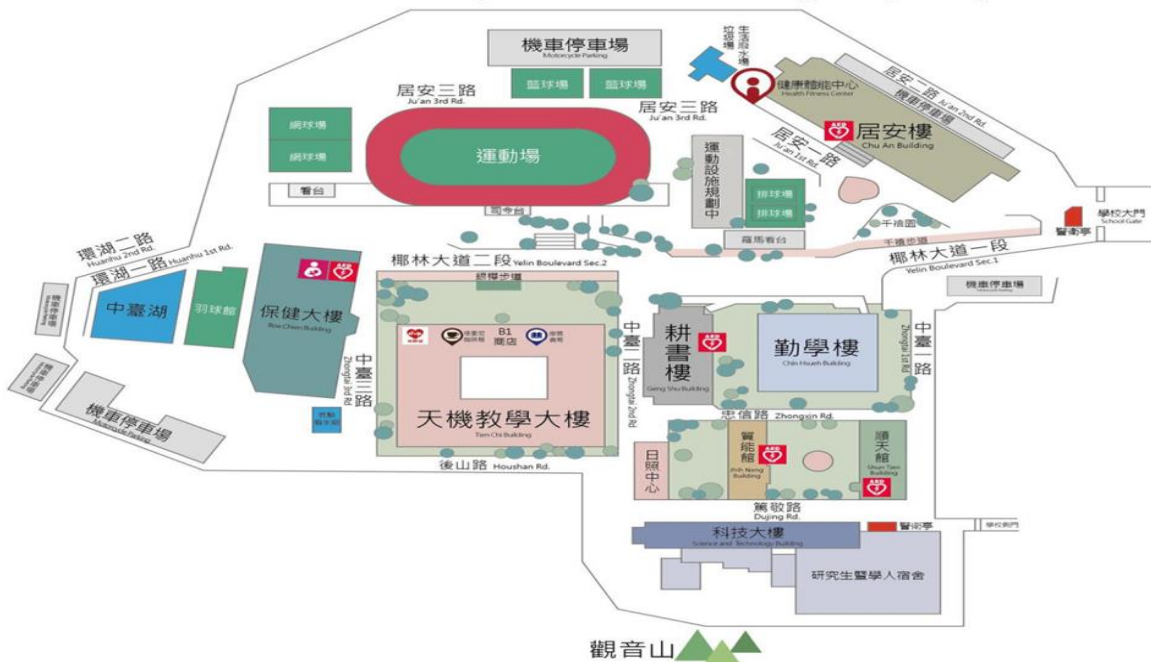 機車停車場
Motorcycle Parking
籃球場
籃球場
生活廢水場
垃圾場
健康體能中心
Health Fitness Center
居安二路 Ju'an 2nd Rd.
機車停車場
居安三路
Ju'an 3rd Rd.
居安三路
Ju'an 3rd Rd.
居安一路
Ju'an 1st Rd.
AED
居安樓
Chu An Building
網球場
網球場
運動場
運動設施規劃中
排球場
排球場
看台
司令台
羅馬看台
千禧園
千禧步道
學校大門
School Gate
警衛亭
環湖二路
Huanhu 2nd Rd.
環湖一路 Huanhu 1st Rd.
椰林大道二段
Yelin Boulevard Sec.2
椰林大道一段
Yelin Boulevard Sec.1
機車停車場
機車停車場
中臺湖
羽球館
保健大樓
Bao Chien Building
AED
B1
商店
中臺三路
Zhongtai 3rd Rd
中臺二路
Zhongtai 2nd Rd
耕書樓
Geng Shu Building
AED
勤學樓
Chin Hsueh Building
中臺一路
Zhongtai 1st Rd
天機教學大樓
Tien Chi Building
忠信路 Zhongxin Rd.
機車停車場
機車停車場
Motorcycle Parking
後山路 Houshan Rd.
日照中心
質能館
Building
AED
順天館
Shun Tien
Building
AED
篤敬路
Dujing Rd.
科技大樓
Science and Technology Building
警衛亭
學校側門
研究生暨學人宿舍
觀音山